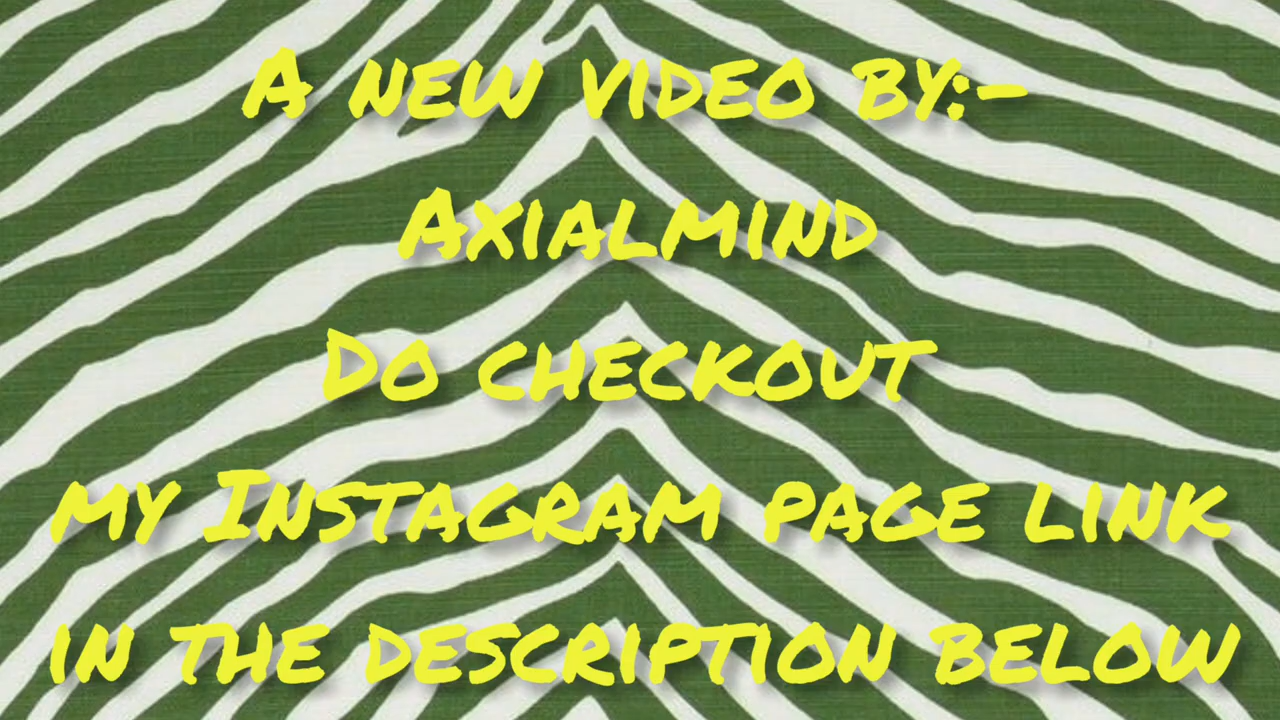 A new video by:-
Axialmind
Do checkout
my Instagram page link
in the description below